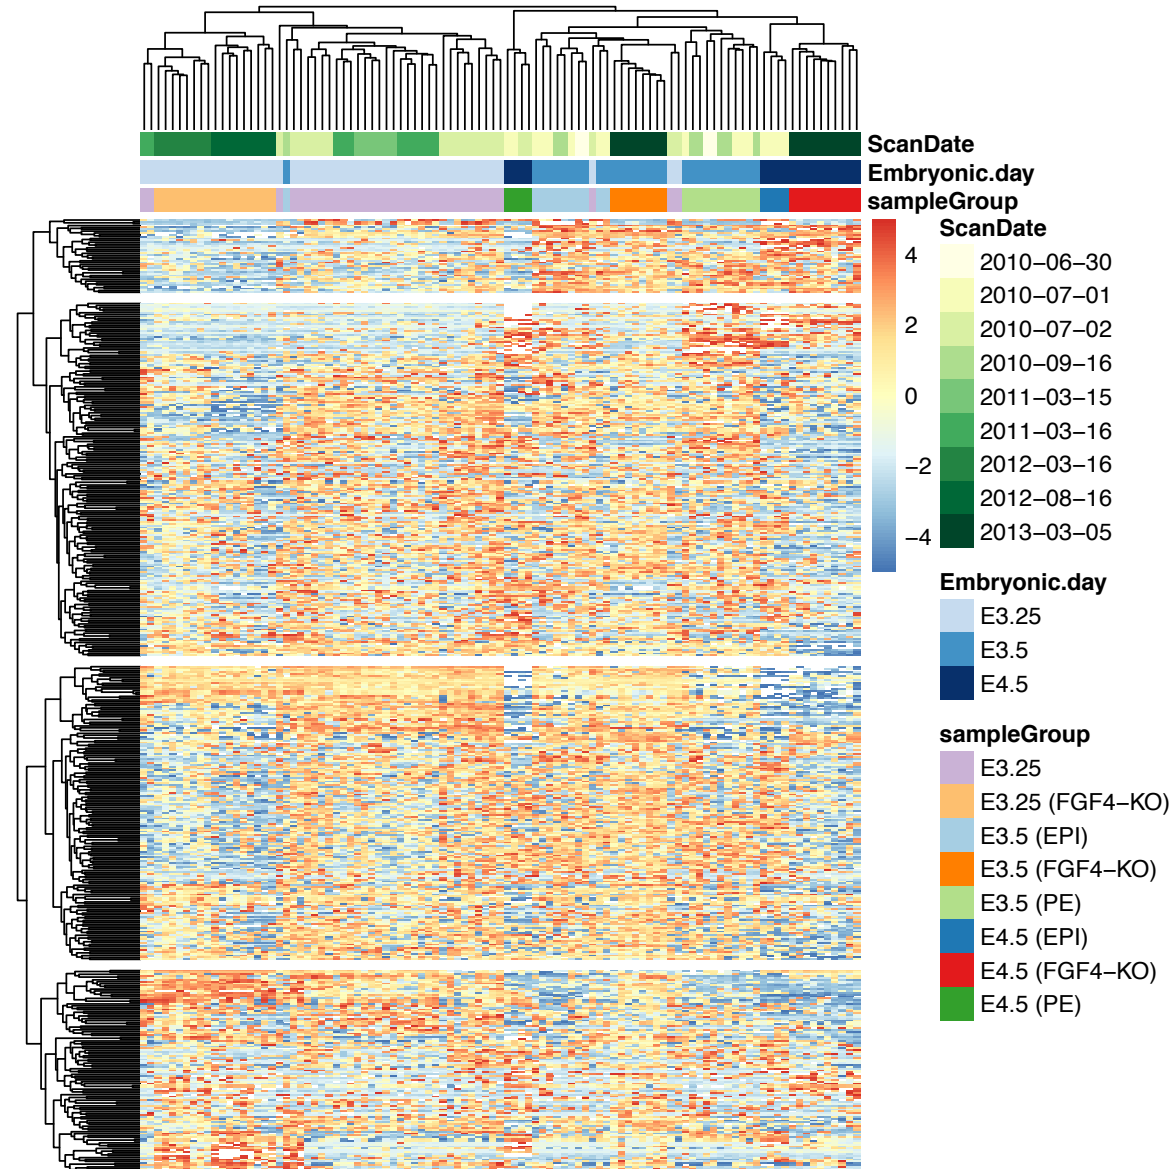 ScanDate
Embryonic.day
sampleGroup
4
2
0
−2
−4
ScanDate
2010−06−30
2010−07−01
2010−07−02
2010−09−16
2011−03−15
2011−03−16
2012−03−16
2012−08−16
2013−03−05
Embryonic.day
E3.25
E3.5
E4.5
sampleGroup
E3.25
E3.25 (FGF4−KO)
E3.5 (EPI)
E3.5 (FGF4−KO)
E3.5 (PE)
E4.5 (EPI)
E4.5 (FGF4−KO)
E4.5 (PE)